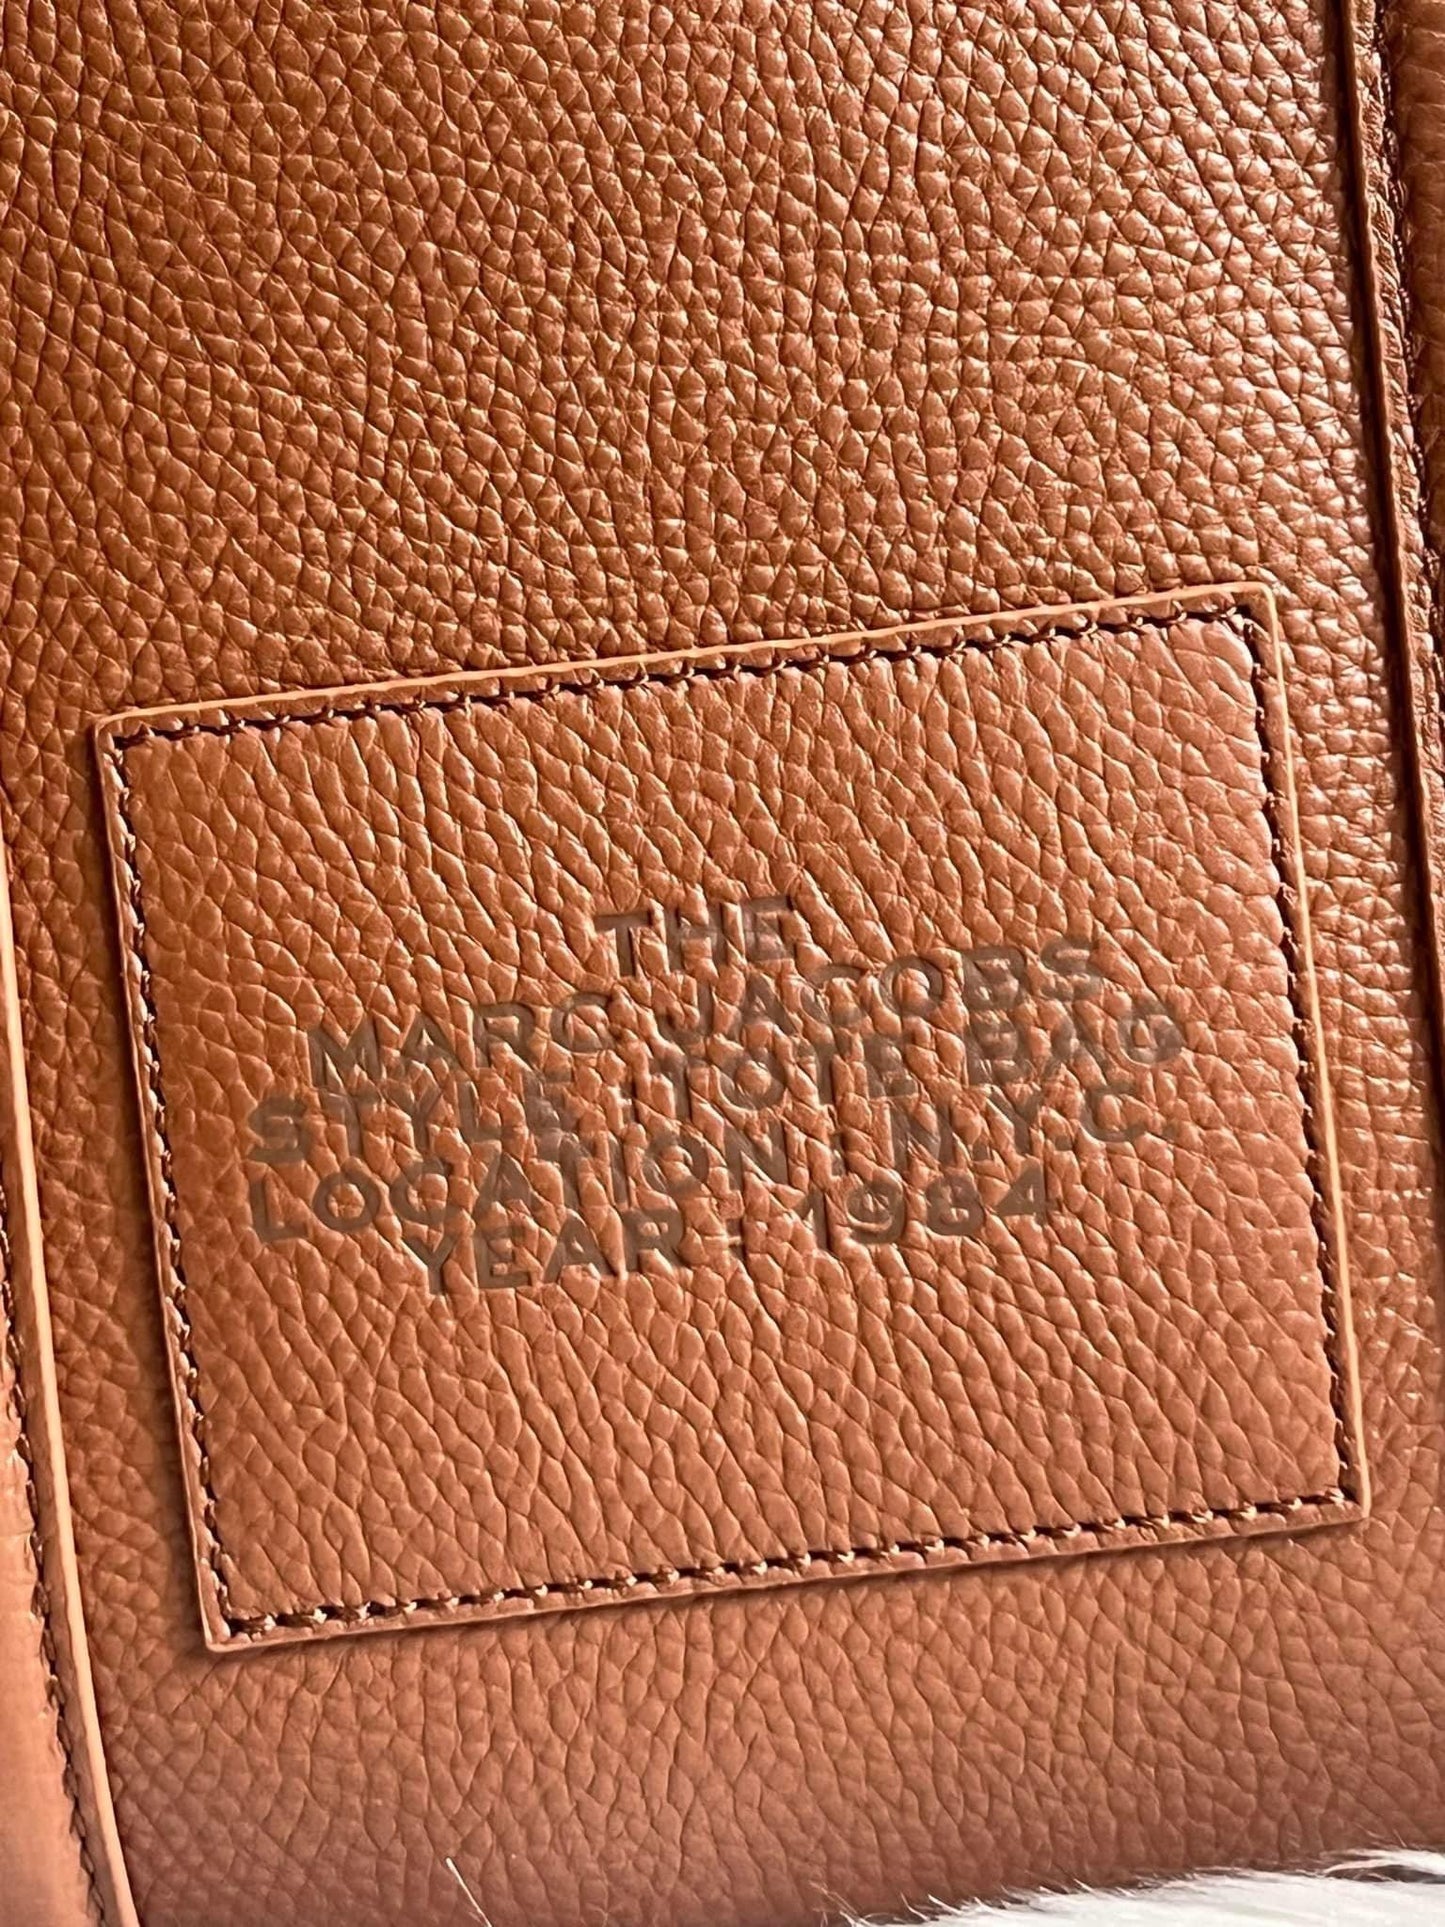 THE
MARC JACOBS
STYLE : TOTE BAG
LOCATION : N.Y.C.
YEAR : 1984